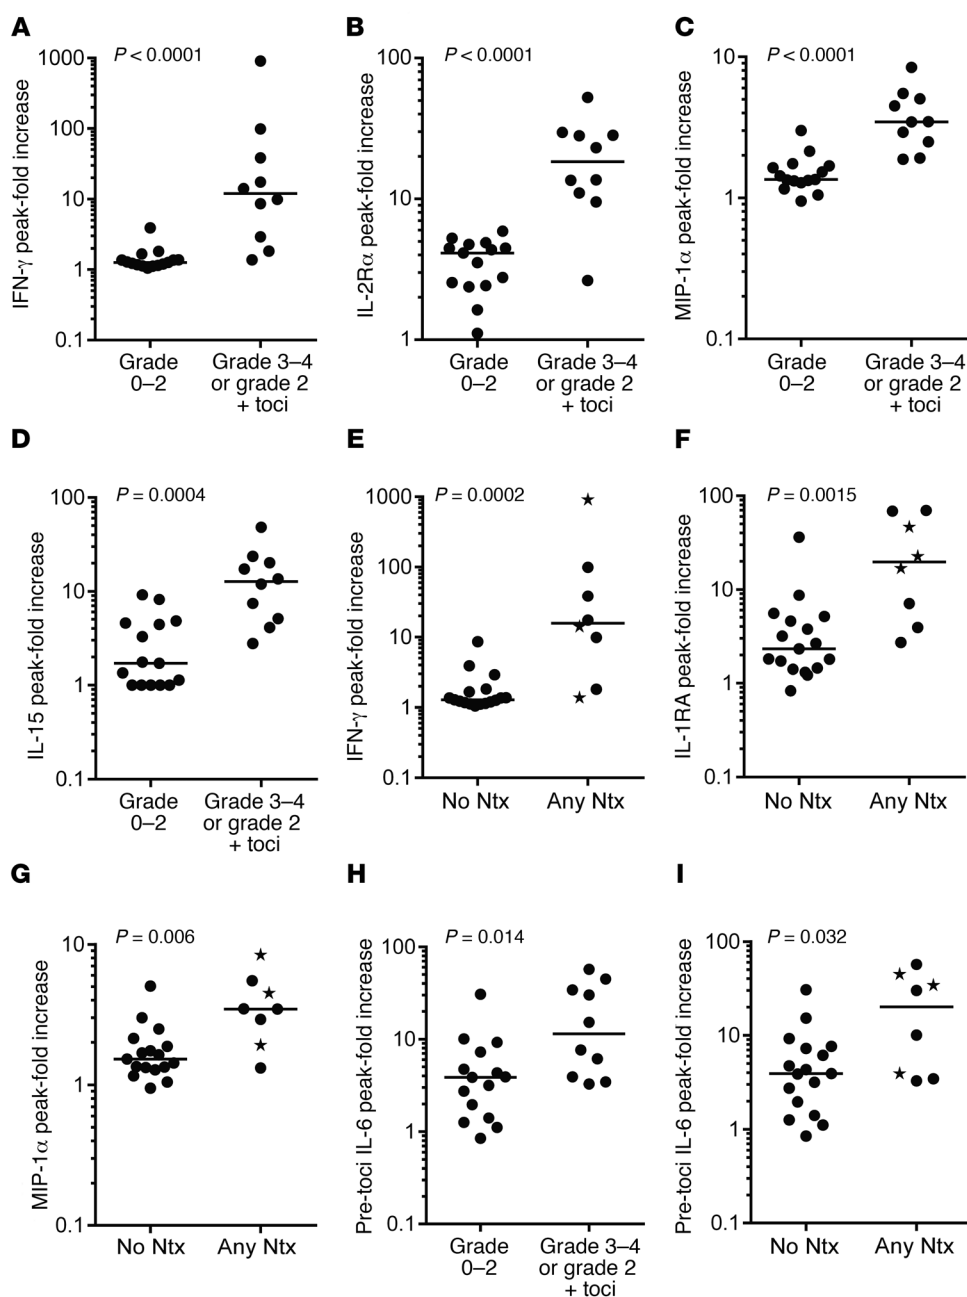 A
P < 0.0001
IFN-γ peak-fold increase
1000
100
10
1
0.1
Grade
0–2
Grade 3–4
or grade 2
+ toci
B
P < 0.0001
IL-2Rα peak-fold increase
100
10
1
Grade
0–2
Grade 3–4
or grade 2
+ toci
C
P < 0.0001
MIP-1α peak-fold increase
10
1
0.1
Grade
0–2
Grade 3–4
or grade 2
+ toci
D
P = 0.0004
IL-15 peak-fold increase
100
10
1
0.1
Grade
0–2
Grade 3–4
or grade 2
+ toci
E
P = 0.0002
IFN-γ peak-fold increase
1000
100
10
1
0.1
No Ntx
Any Ntx
F
P = 0.0015
IL-1RA peak-fold increase
100
10
1
0.1
No Ntx
Any Ntx
G
P = 0.006
MIP-1α peak-fold increase
10
1
0.1
No Ntx
Any Ntx
H
P = 0.014
Pre-toci IL-6 peak-fold increase
100
10
1
0.1
Grade
0–2
Grade 3–4
or grade 2
+ toci
I
P = 0.032
Pre-toci IL-6 peak-fold increase
100
10
1
0.1
No Ntx
Any Ntx